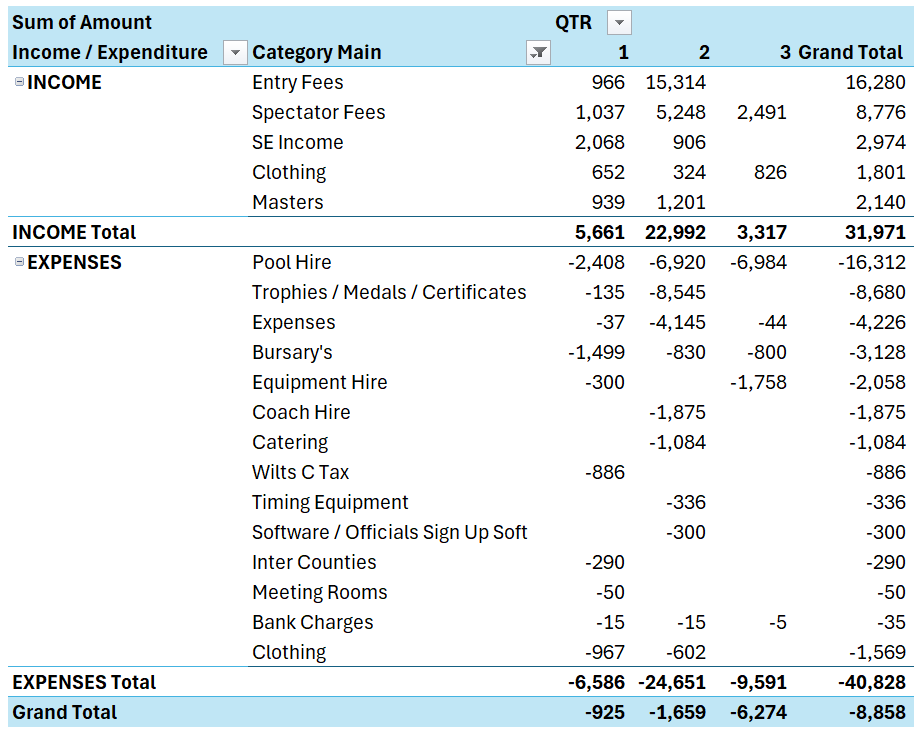 Sum of Amount QTR
Income / Expenditure Category Main 1 2 3 Grand Total
INCOME Entry Fees 966 15,314 16,280
Spectator Fees 1,037 5,248 2,491 8,776
SE Income 2,068 906 2,974
Clothing 652 324 826 1,801
Masters 939 1,201 2,140
INCOME Total 5,661 22,992 3,317 31,971
EXPENSES Pool Hire -2,408 -6,920 -6,984 -16,312
Trophies / Medals / Certificates -135 -8,545 -8,680
Expenses -37 -4,145 -44 -4,226
Bursary's -1,499 -830 -800 -3,128
Equipment Hire -300 -1,758 -2,058
Coach Hire -1,875 -1,875
Catering -1,084 -1,084
Wilts C Tax -886 -886
Timing Equipment -336 -336
Software / Officials Sign Up Soft -300 -300
Inter Counties -290 -290
Meeting Rooms -50 -50
Bank Charges -15 -15 -5 -35
Clothing -967 -602 -1,569
EXPENSES Total -6,586 -24,651 -9,591 -40,828
Grand Total -925 -1,659 -6,274 -8,858